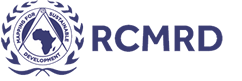 MAPPING FOR SUSTAINABLE
DEVELOPMENT
RCMRD